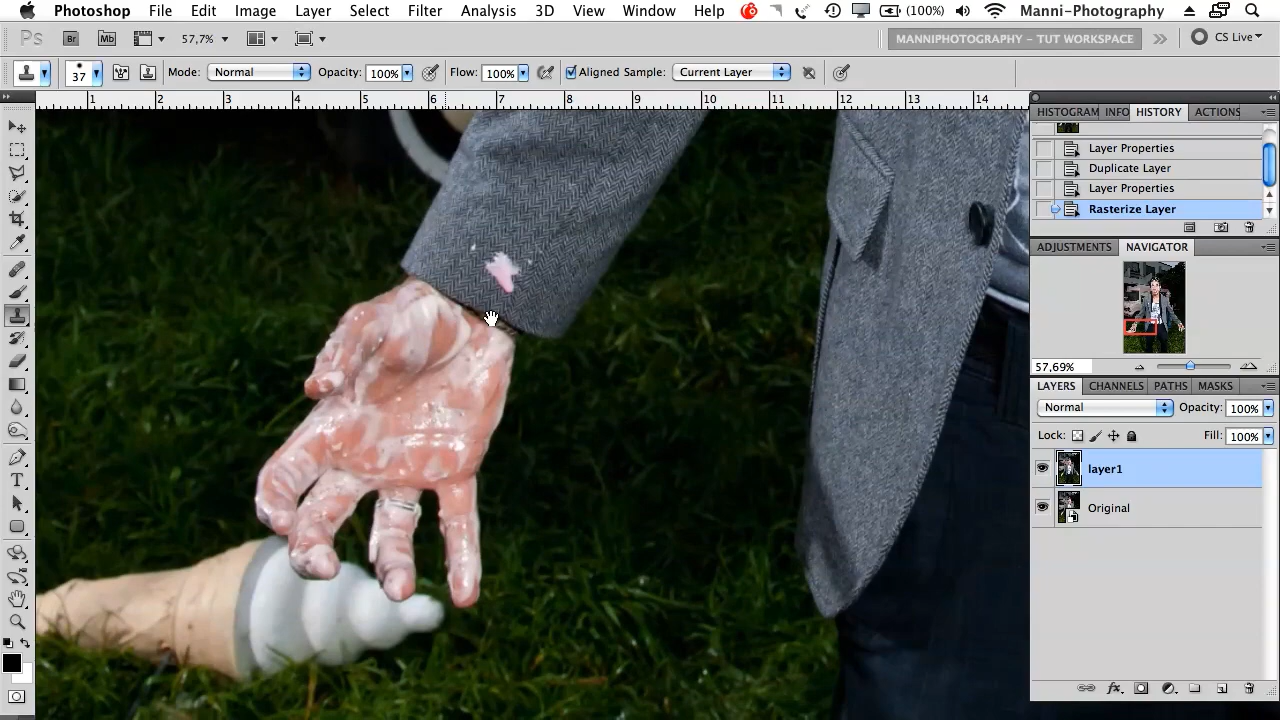 Photoshop File Edit Image Layer Select Filter Analysis 3D View Window Help (100%) Manni-Photography
Ps Br Mb 57,7% MANNIPHOTOGRAPHY - TUT WORKSPACE CS Live
37 Mode: Normal Opacity: 100% Flow: 100% Aligned Sample: Current Layer
1 2 3 4 5 6 7 8 9 10 11 12 13 14
HISTOGRAM INFO HISTORY ACTIONS
Layer Properties
Duplicate Layer
Layer Properties
Rasterize Layer
ADJUSTMENTS NAVIGATOR
57,69%
LAYERS CHANNELS PATHS MASKS
Normal Opacity: 100%
Lock: Fill: 100%
layer1
Original